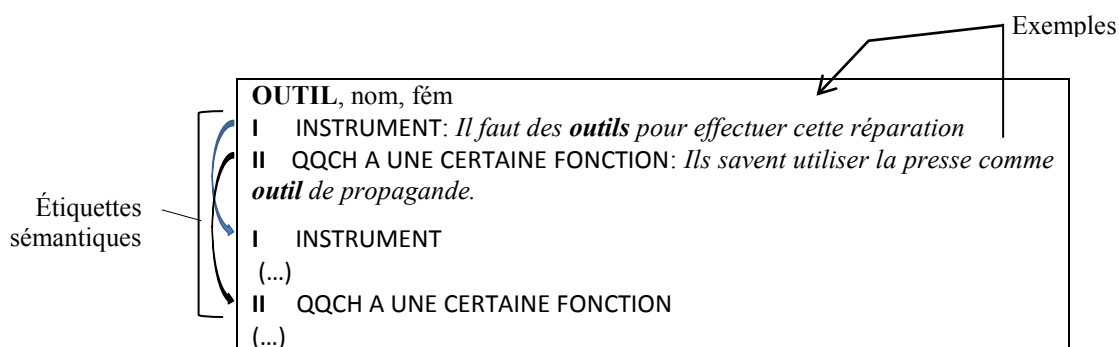 Exemples
OUTIL, nom, fém
I INSTRUMENT: Il faut des outils pour effectuer cette réparation
II QQCH A UNE CERTAINE FONCTION: Ils savent utiliser la presse comme
outil de propagande.
Étiquettes
sémantiques
I INSTRUMENT
(...)
II QQCH A UNE CERTAINE FONCTION
(...)